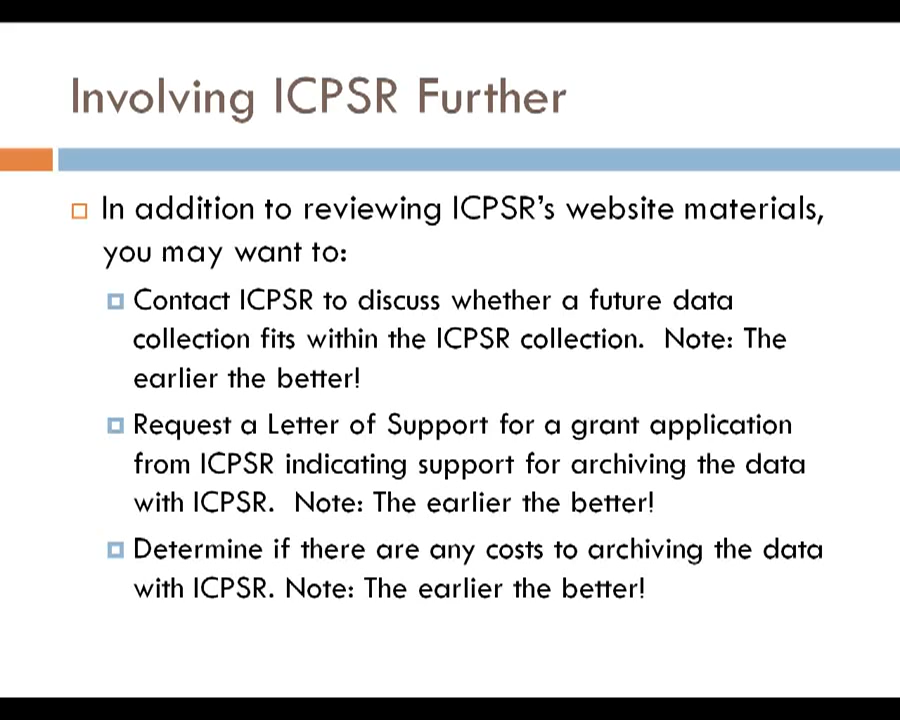 Involving ICPSR Further
In addition to reviewing ICPSR’s website materials,
you may want to:
Contact ICPSR to discuss whether a future data
collection fits within the ICPSR collection.  Note: The
earlier the better!
Request a Letter of Support for a grant application
from ICPSR indicating support for archiving the data
with ICPSR.  Note: The earlier the better!
Determine if there are any costs to archiving the data
with ICPSR. Note: The earlier the better!